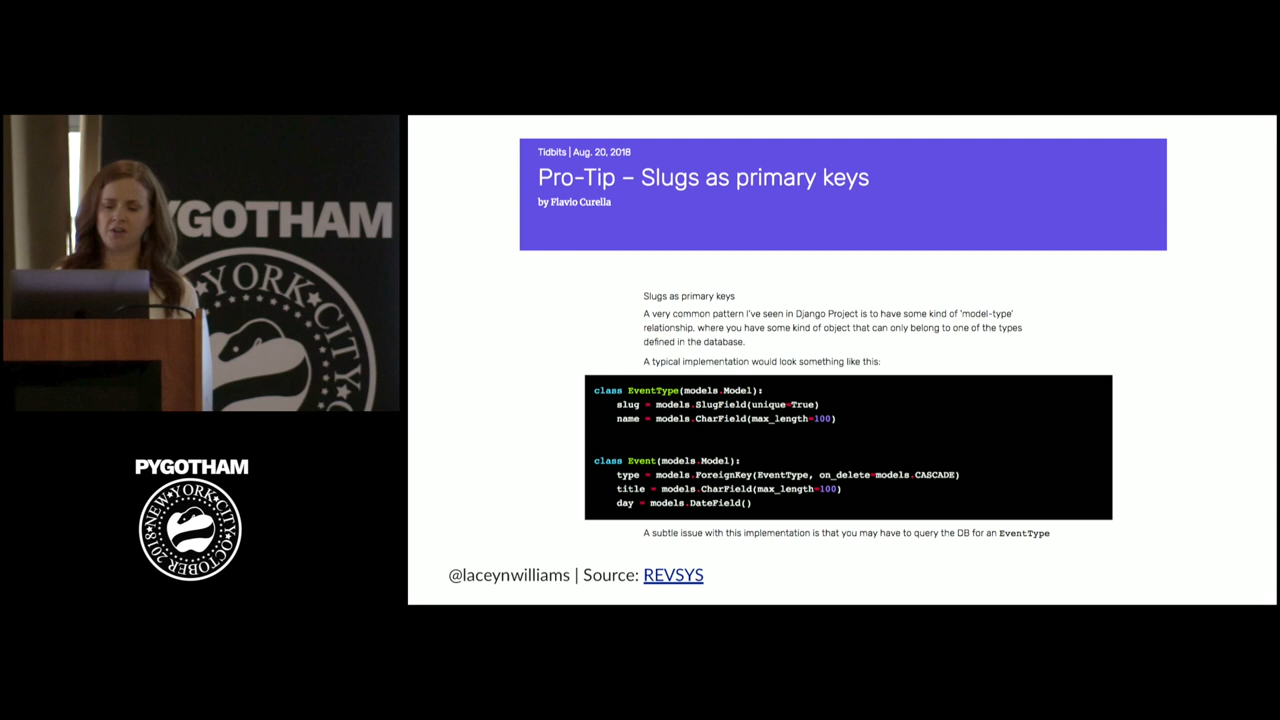 PYGOTHAM
YORK CITY
PYGOTHAM
NEW YORK CITY OCTOBER 2018
Tidbits | Aug. 20, 2018
Pro-Tip – Slugs as primary keys
by Flavio Curella
Slugs as primary keys
A very common pattern I've seen in Django Project is to have some kind of 'model-type'
relationship, where you have some kind of object that can only belong to one of the types
defined in the database.
A typical implementation would look something like this:
class EventType(models.Model):
slug = models.SlugField(unique=True)
name = models.CharField(max_length=100)
class Event(models.Model):
type = models.ForeignKey(EventType, on_delete=models.CASCADE)
title = models.CharField(max_length=100)
day = models.DateField()
A subtle issue with this implementation is that you may have to query the DB for an EventType
@laceynwilliams | Source: REVSYS